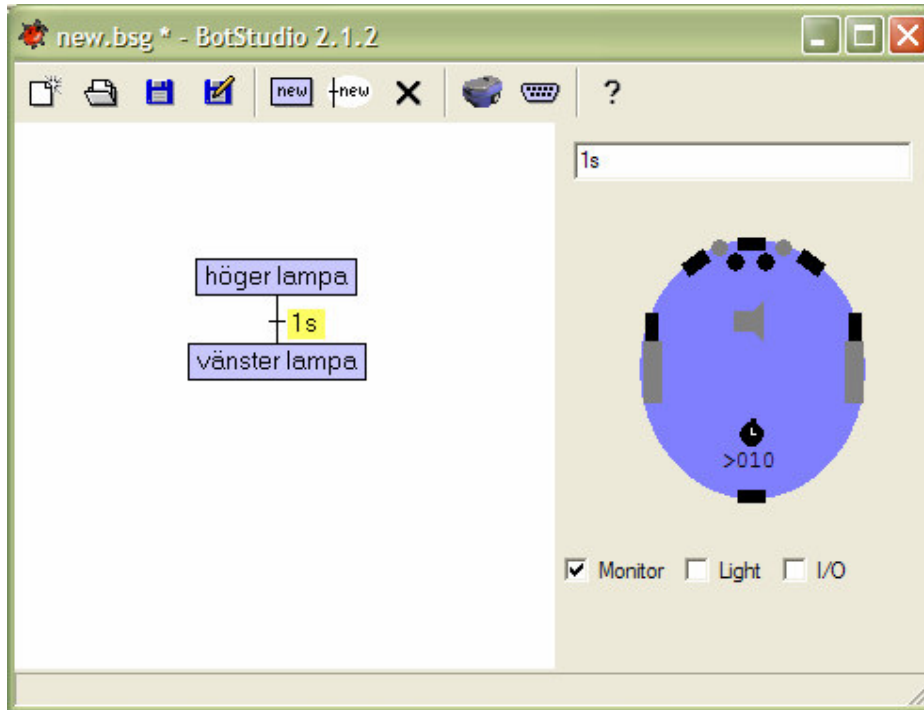 new.bsg * - BotStudio 2.1.2
new new ?
1s
höger lampa
1s
vänster lampa
>010
Monitor Light I/O